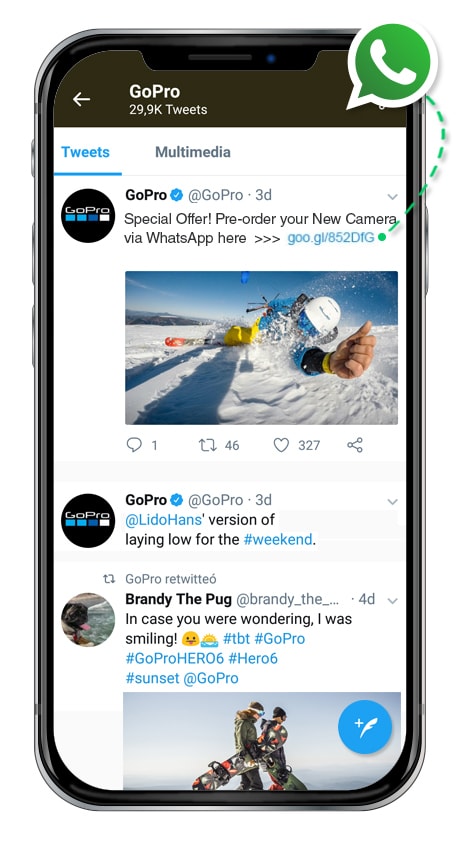 GoPro
29,9K Tweets
Tweets Multimedia
GoPro @GoPro · 3d
GoPro
Special Offer! Pre-order your New Camera
via WhatsApp here >>> goo.gl/852DfG
1 46 327
GoPro @GoPro · 3d
GoPro
@LidoHans' version of
laying low for the #weekend.
GoPro retwitteó
Brandy The Pug @brandy_the_... · 4d
In case you were wondering, I was
smiling! #tbt #GoPro
#GoProHERO6 #Hero6
#sunset @GoPro